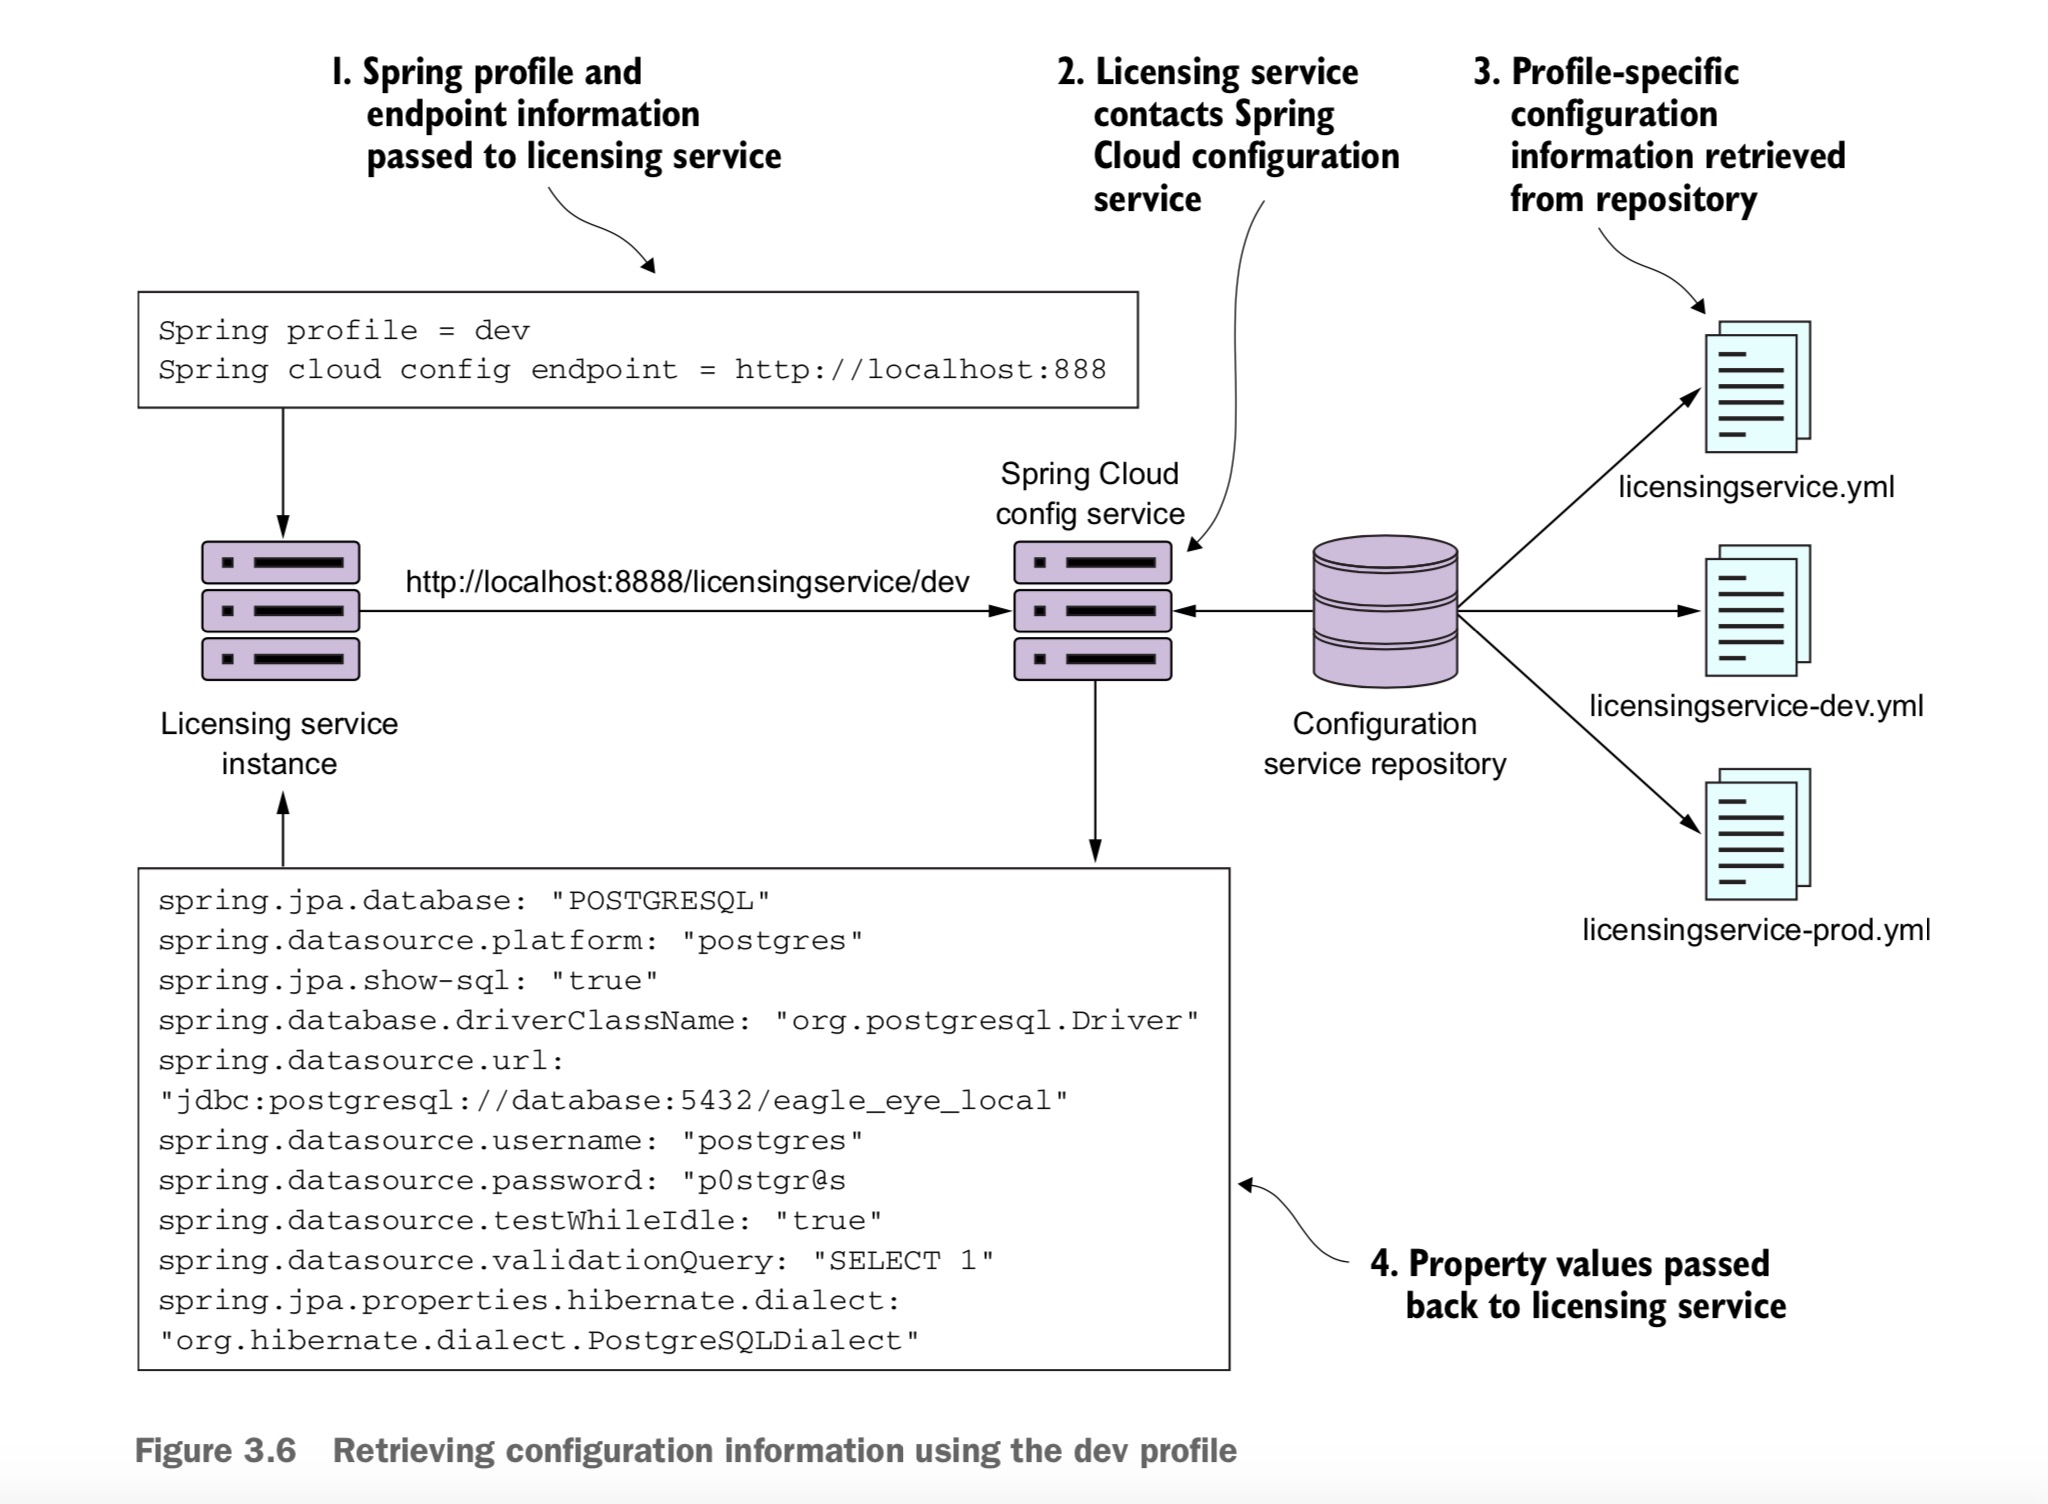 1. Spring profile and
endpoint information
passed to licensing service
2. Licensing service
contacts Spring
Cloud configuration
service
3. Profile-specific
configuration
information retrieved
from repository
Spring profile = dev
Spring cloud config endpoint = http://localhost:888
Spring Cloud
config service
licensingservice.yml
http://localhost:8888/licensingservice/dev
Licensing service
instance
Configuration
service repository
licensingservice-dev.yml
licensingservice-prod.yml
spring.jpa.database: "POSTGRESQL"
spring.datasource.platform: "postgres"
spring.jpa.show-sql: "true"
spring.database.driverClassName: "org.postgresql.Driver"
spring.datasource.url:
"jdbc:postgresql://database:5432/eagle_eye_local"
spring.datasource.username: "postgres"
spring.datasource.password: "p0stgr@s
spring.datasource.testWhileIdle: "true"
spring.datasource.validationQuery: "SELECT 1"
spring.jpa.properties.hibernate.dialect:
"org.hibernate.dialect.PostgreSQLDialect"
4. Property values passed
back to licensing service
Figure 3.6 Retrieving configuration information using the dev profile